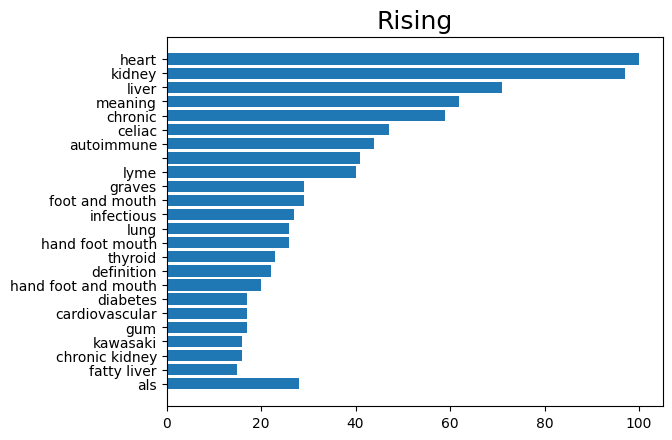 Rising
heart
kidney
liver
meaning
chronic
celiac
autoimmune
lyme
graves
foot and mouth
infectious
lung
hand foot mouth
thyroid
definition
hand foot and mouth
diabetes
cardiovascular
gum
kawasaki
chronic kidney
fatty liver
als
0 20 40 60 80 100